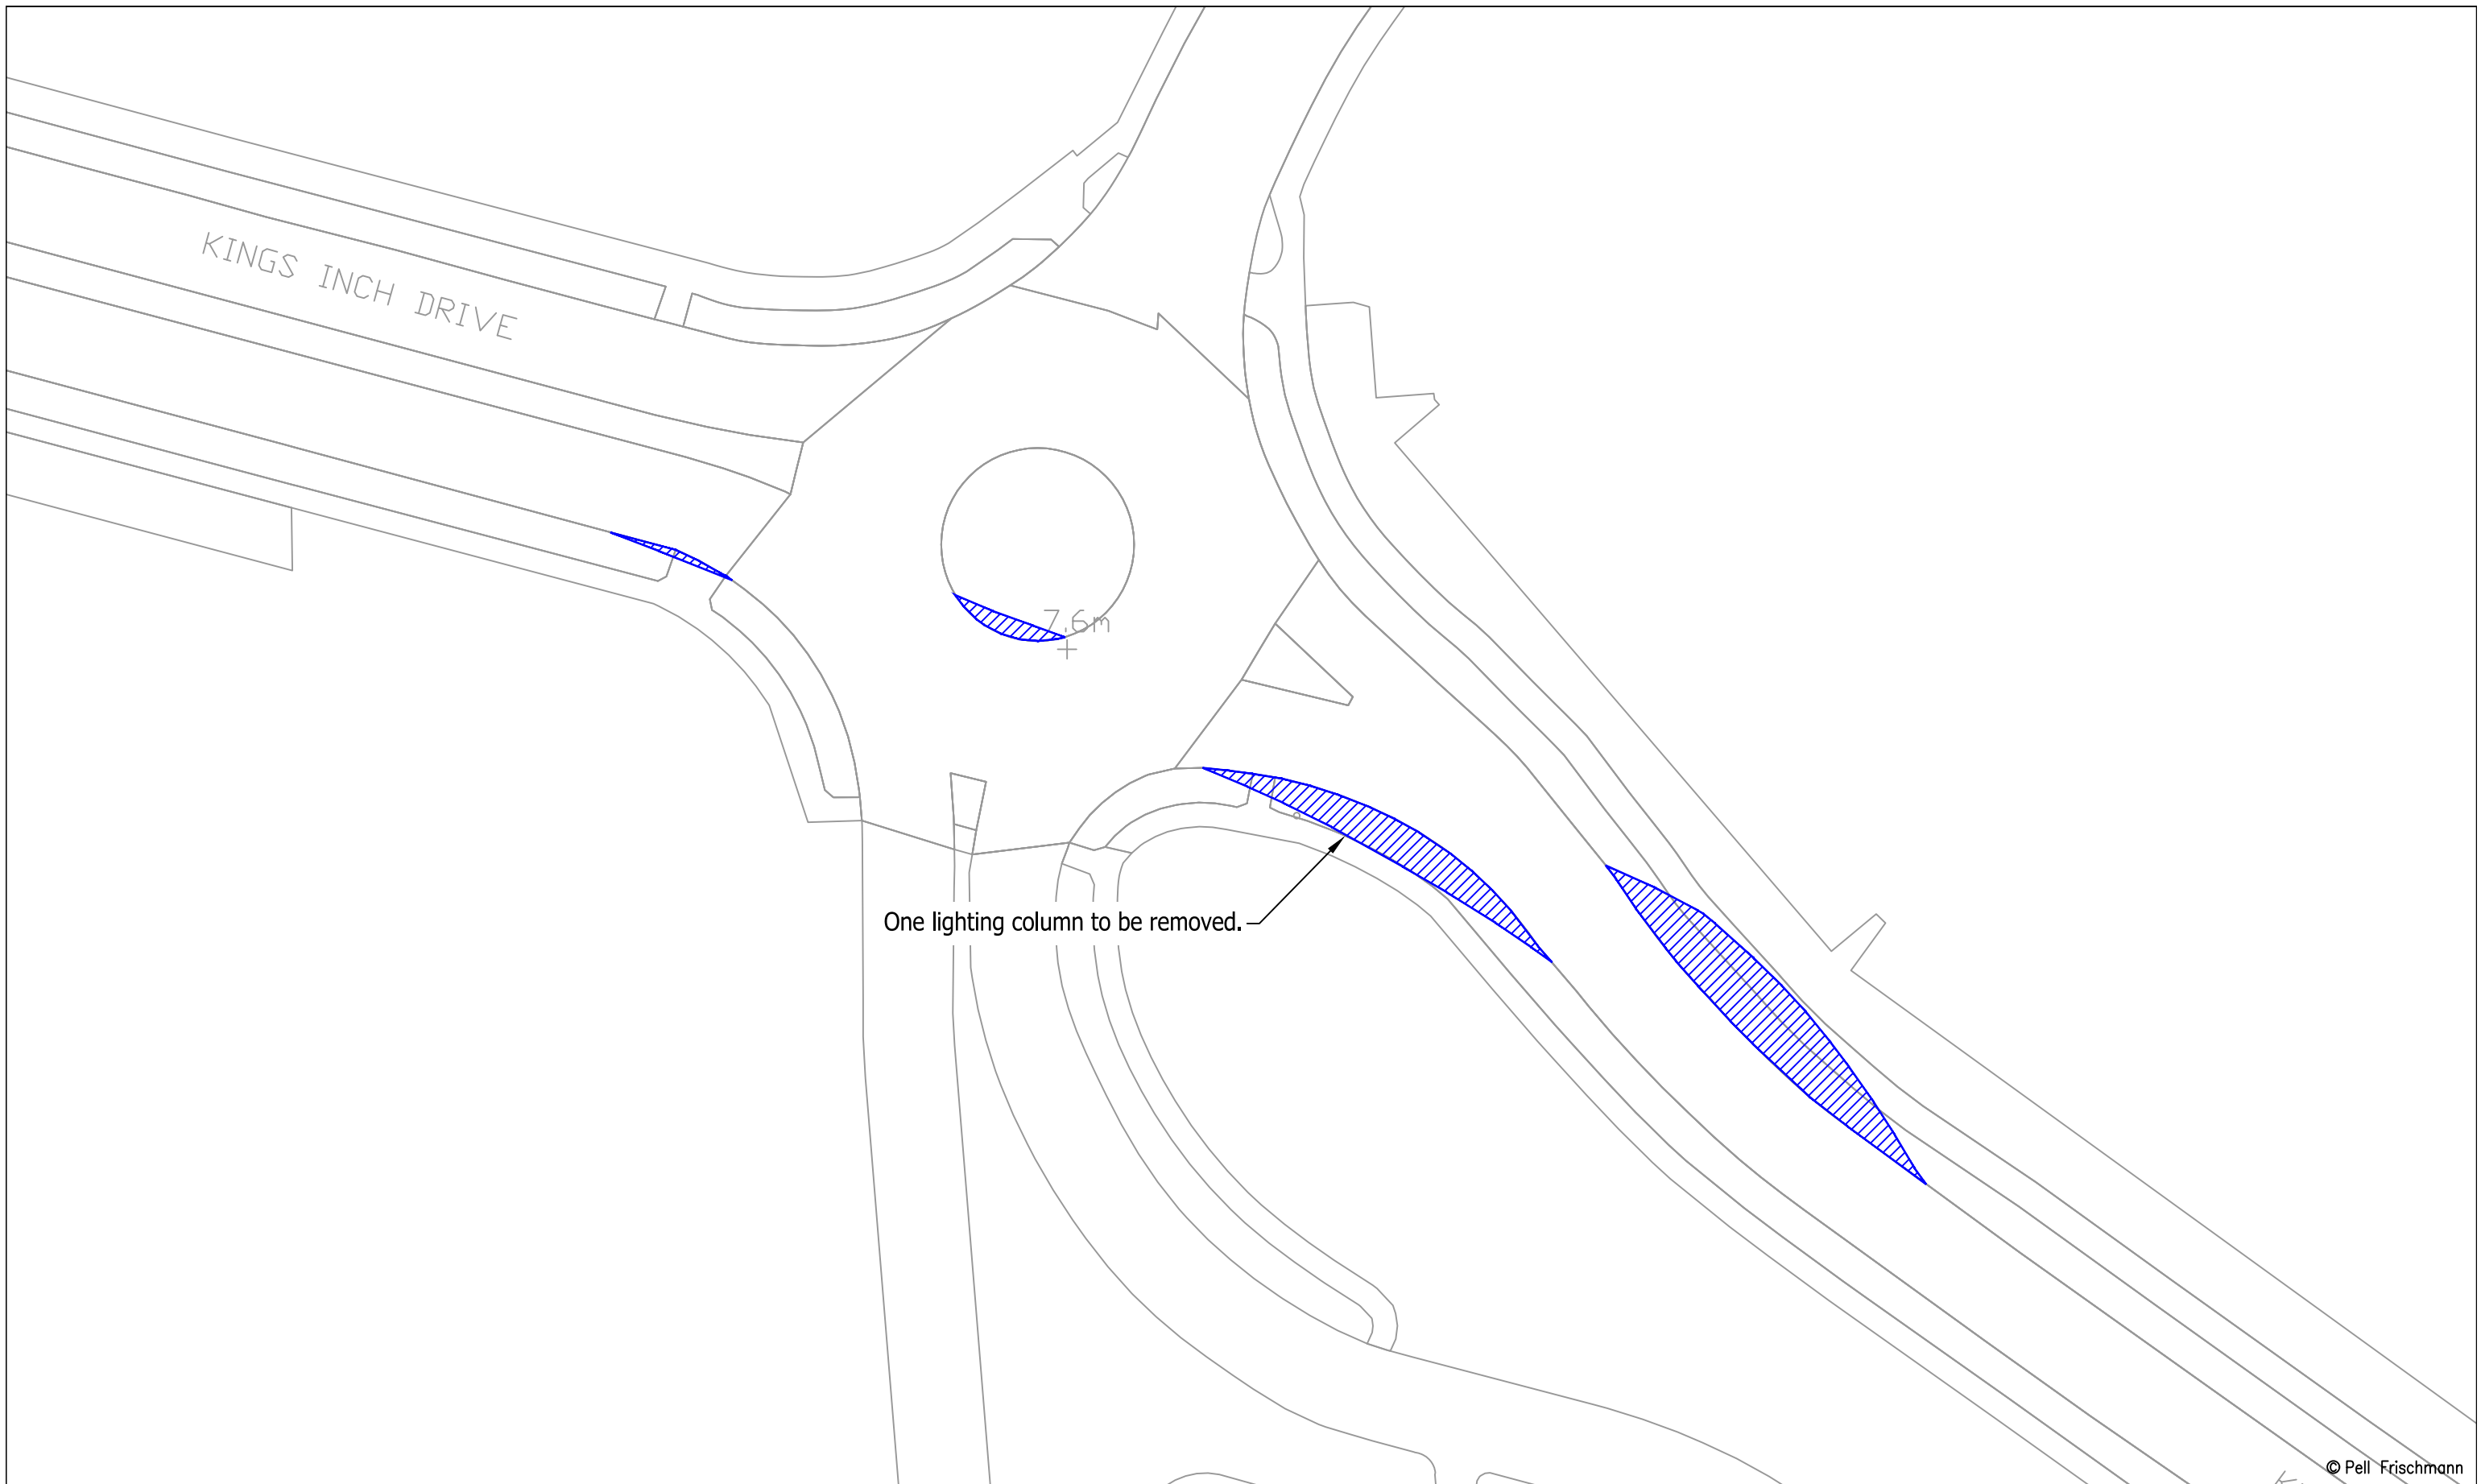 KINGS INCH DRIVE
7.6m
One lighting column to be removed.
© Pell Frischmann